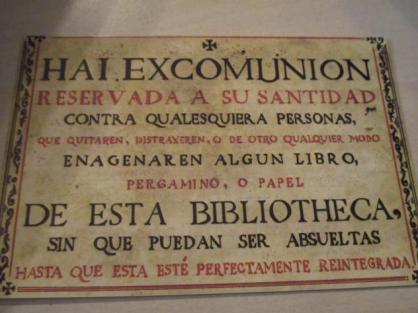 HAI EXCOMUNION
RESERVADA A SU SANTIDAD
CONTRA QUALESQUIERA PERSONAS,
QUE QUITAREN, DISTRAXEREN, O DE OTRO QUALQUIER MODO
ENAGENAREN ALGUN LIBRO,
PERGAMINO, O PAPEL
DE ESTA BIBLIOTHECA,
SIN QUE PUEDAN SER ABSUELTAS
HASTA QUE ESTA ESTÉ PERFECTAMENTE REINTEGRADA